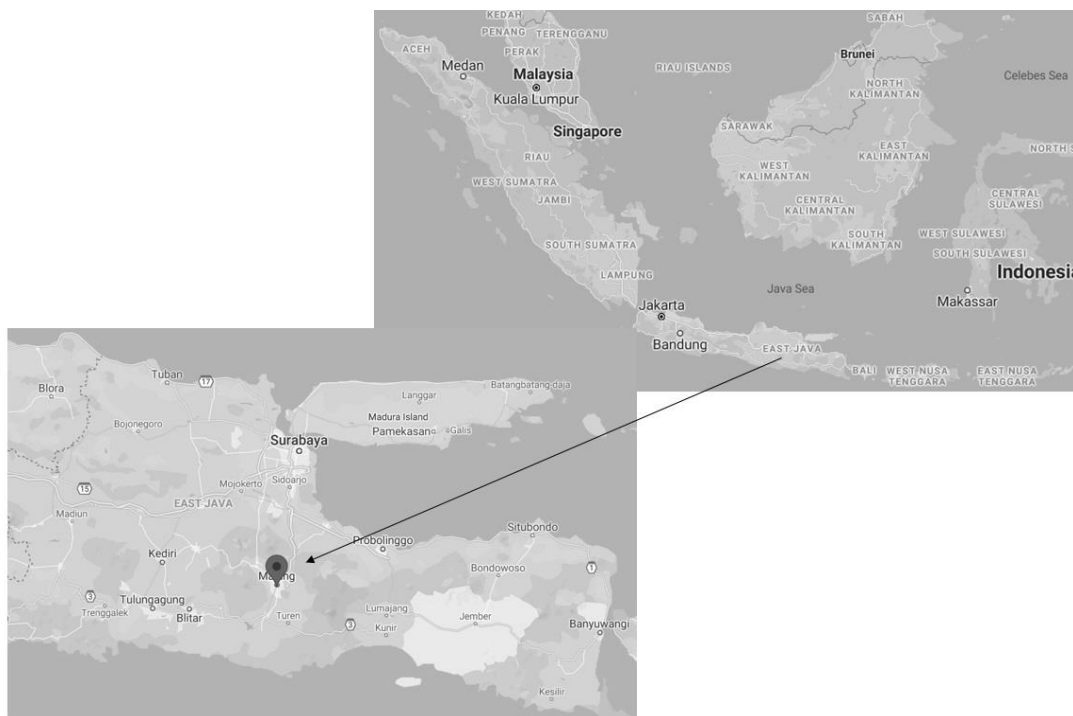 KEDAH
PENANG
TERENGGANU
SABAH
ACEH
PERAK
Medan
Malaysia
Kuala Lumpur
RIAU ISLANDS
Brunei
Celebes Sea
NORTH
KALIMANTAN
Singapore
SARAWAK
RIAU
WEST
KALIMANTAN
EAST
KALIMANTAN
NORTH S
WEST SUMATRA
JAMBI
CENTRAL
KALIMANTAN
CENTRAL
SULAWESI
SOUTH SUMATRA
SOUTH
KALIMANTAN
WEST SULAWESI
SOUTH SULAWESI
LAMPUNG
Indonesia
Java Sea
Makassar
Jakarta
Bandung
EAST JAVA
BALI
WEST NUSA
TENGGARA
EAST NUSA
TENGGARA
Tuban
17
Blora
Batangbatang-daja
Langgar
Madura Island
Bojonegoro
Pamekasan
Galis
Surabaya
Mojokerto
Sidoarjo
15
EAST JAVA
Madiun
Situbondo
Probolinggo
Kediri
Bondowoso
1
Malang
3
Trenggalek
Tulungagung
Blitar
Turen
Lumajang
Jember
3
Kunir
Banyuwangi
Kesilir